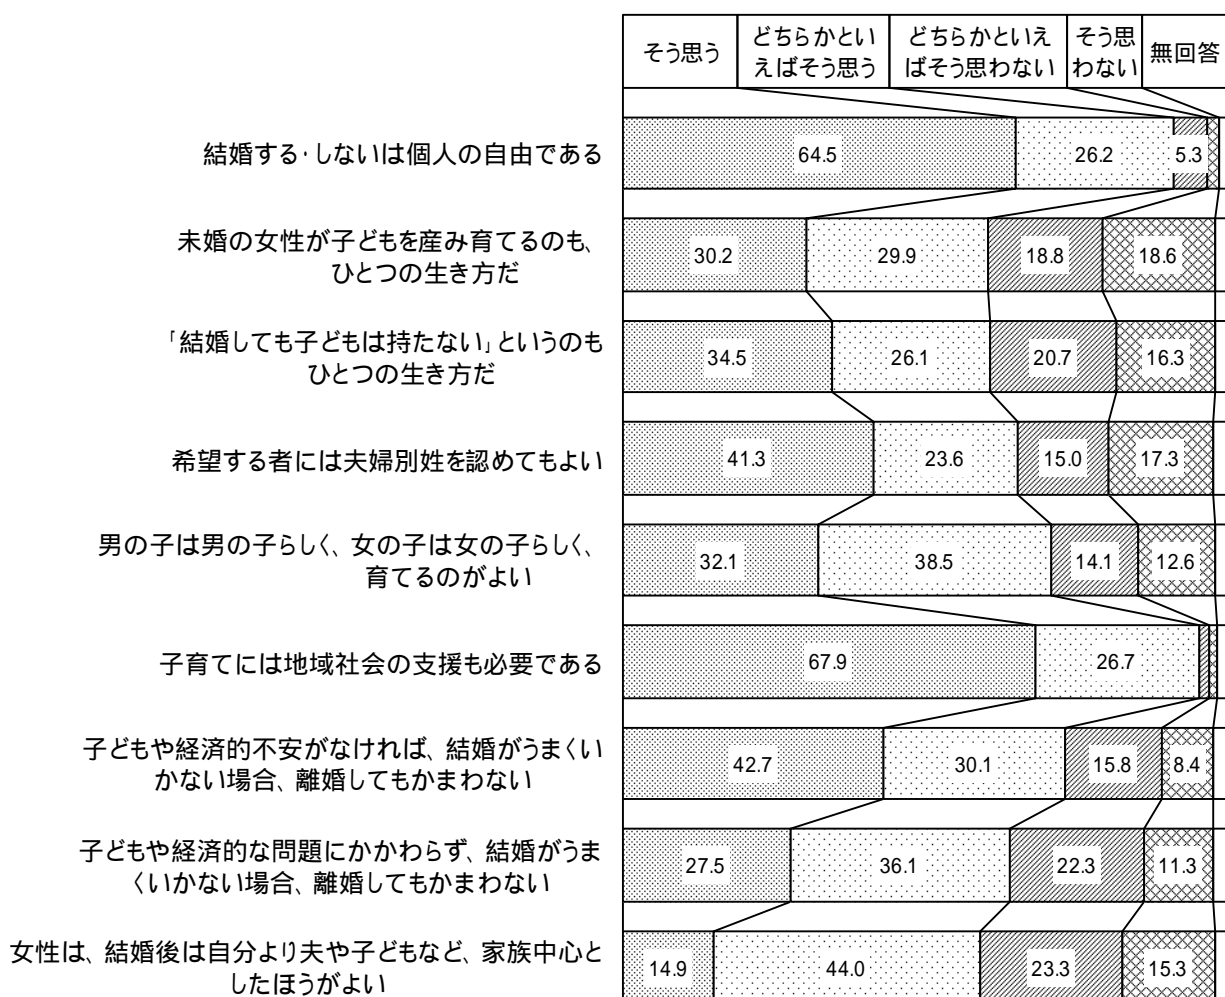 そう思う
どちらかとい
えばそう思う
どちらかといえ
ばそう思わない
そう思
わない
無回答
結婚する・しないは個人の自由である
64.5 26.2 5.3
未婚の女性が子どもを産み育てるのも、
ひとつの生き方だ
30.2 29.9 18.8 18.6
「結婚しても子どもは持たない」というのも
ひとつの生き方だ
34.5 26.1 20.7 16.3
希望する者には夫婦別姓を認めてもよい
41.3 23.6 15.0 17.3
男の子は男の子らしく、女の子は女の子らしく、
育てるのがよい
32.1 38.5 14.1 12.6
子育てには地域社会の支援も必要である
67.9 26.7
子どもや経済的不安がなければ、結婚がうまくい
かない場合、離婚してもかまわない
42.7 30.1 15.8 8.4
子どもや経済的な問題にかかわらず、結婚がうま
くいかない場合、離婚してもかまわない
27.5 36.1 22.3 11.3
女性は、結婚後は自分より夫や子どもなど、家族中心と
したほうがよい
14.9 44.0 23.3 15.3